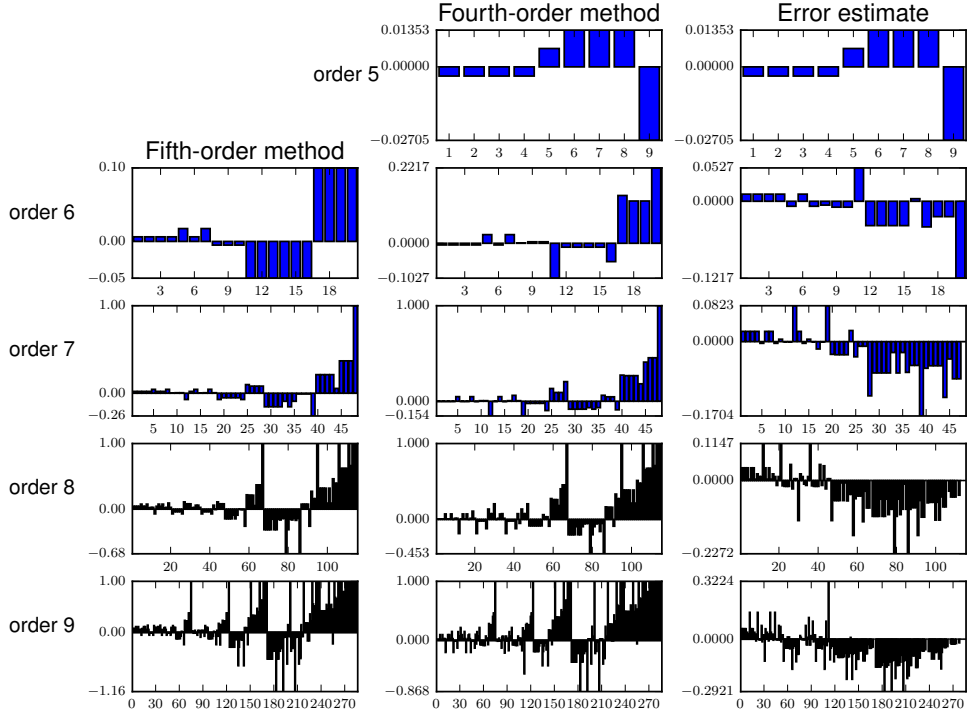 Fourth-order method Error estimate
order 5
0.01353 0.01353
0.00000 0.00000
−0.02705 −0.02705
1 2 3 4 5 6 7 8 9 1 2 3 4 5 6 7 8 9
Fifth-order method
order 6
0.10 0.2217 0.0527
0.00 0.0000 0.0000
−0.05 −0.1027 −0.1217
3 6 9 12 15 18 3 6 9 12 15 18 3 6 9 12 15 18
order 7
1.00 1.000 0.0823
0.00 0.000 0.0000
−0.26 −0.154 −0.1704
5 10 15 20 25 30 35 40 45 5 10 15 20 25 30 35 40 45 5 10 15 20 25 30 35 40 45
order 8
1.00 1.000 0.1147
0.00 0.000 0.0000
−0.68 −0.453 −0.2272
20 40 60 80 100 20 40 60 80 100 20 40 60 80 100
order 9
1.00 1.000 0.3224
0.00 0.000 0.0000
−1.16 −0.868 −0.2921
0 30 60 90 120 150 180 210 240 270 0 30 60 90 120 150 180 210 240 270 0 30 60 90 120 150 180 210 240 270